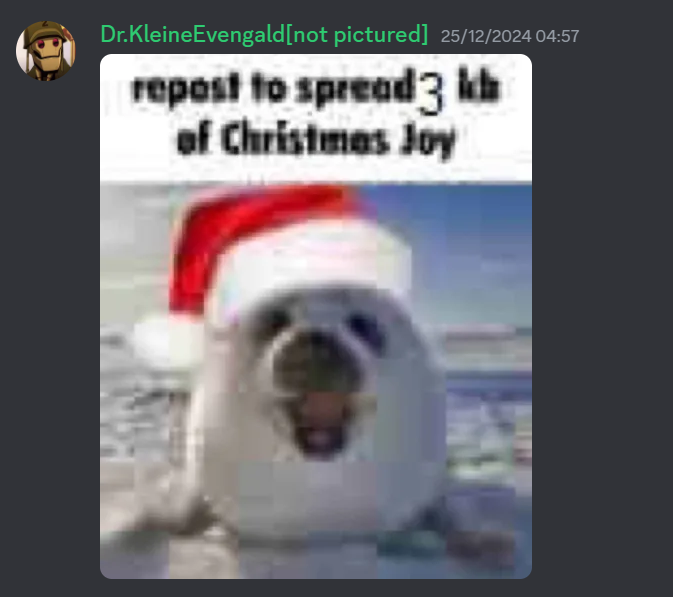 Dr.KleineEvengald[not pictured] 25/12/2024 04:57
repost to spread 3 kb
of Christmas Joy